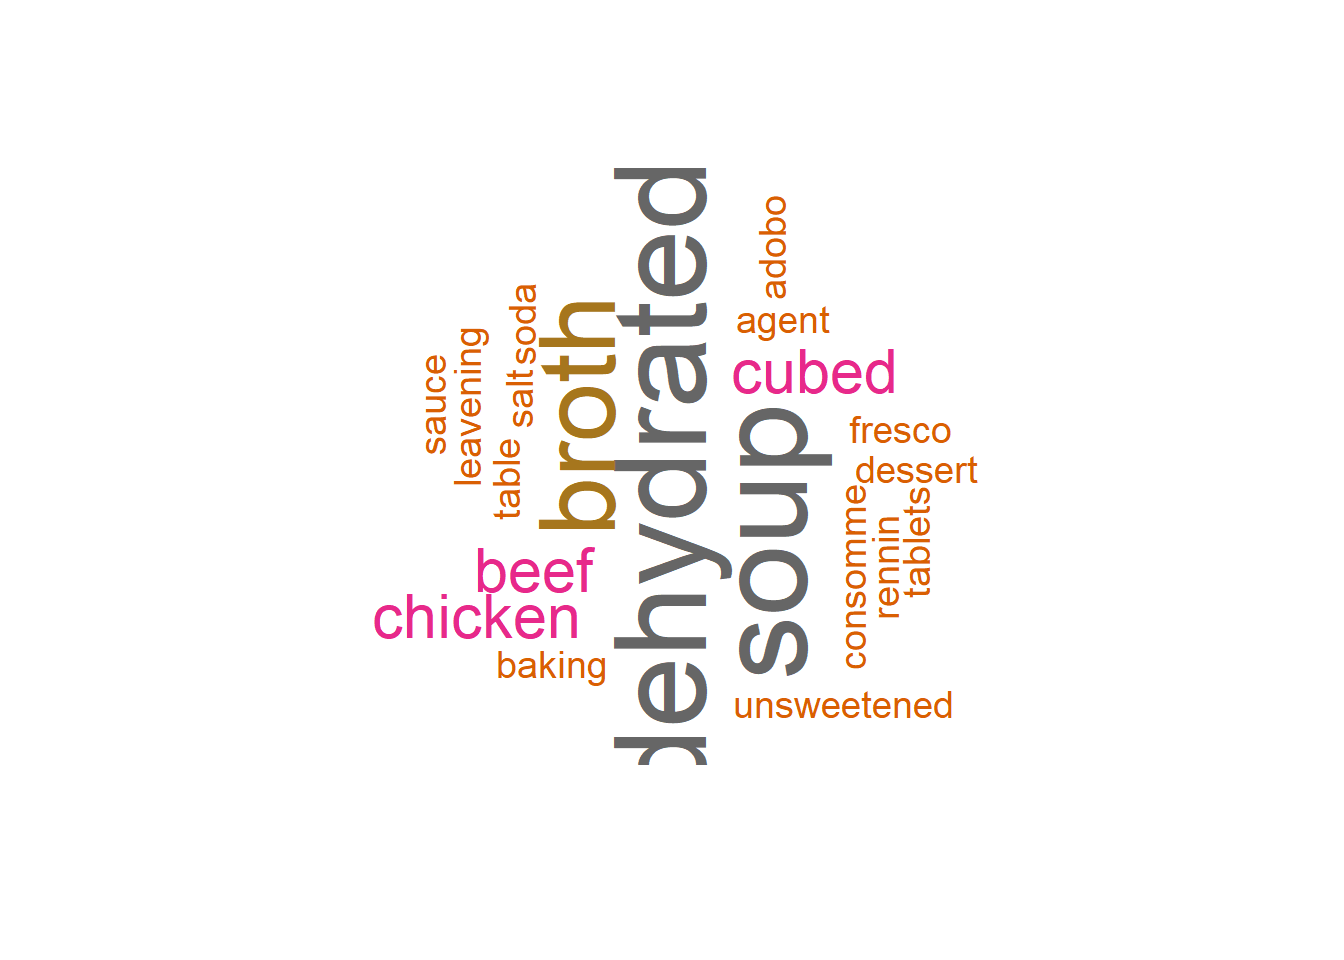 dehydrated
soup
broth
cubed
beef
chicken
adobo
agent
soda
salt
table
leavening
sauce
fresco
dessert
tablets
rennin
consomme
baking
unsweetened